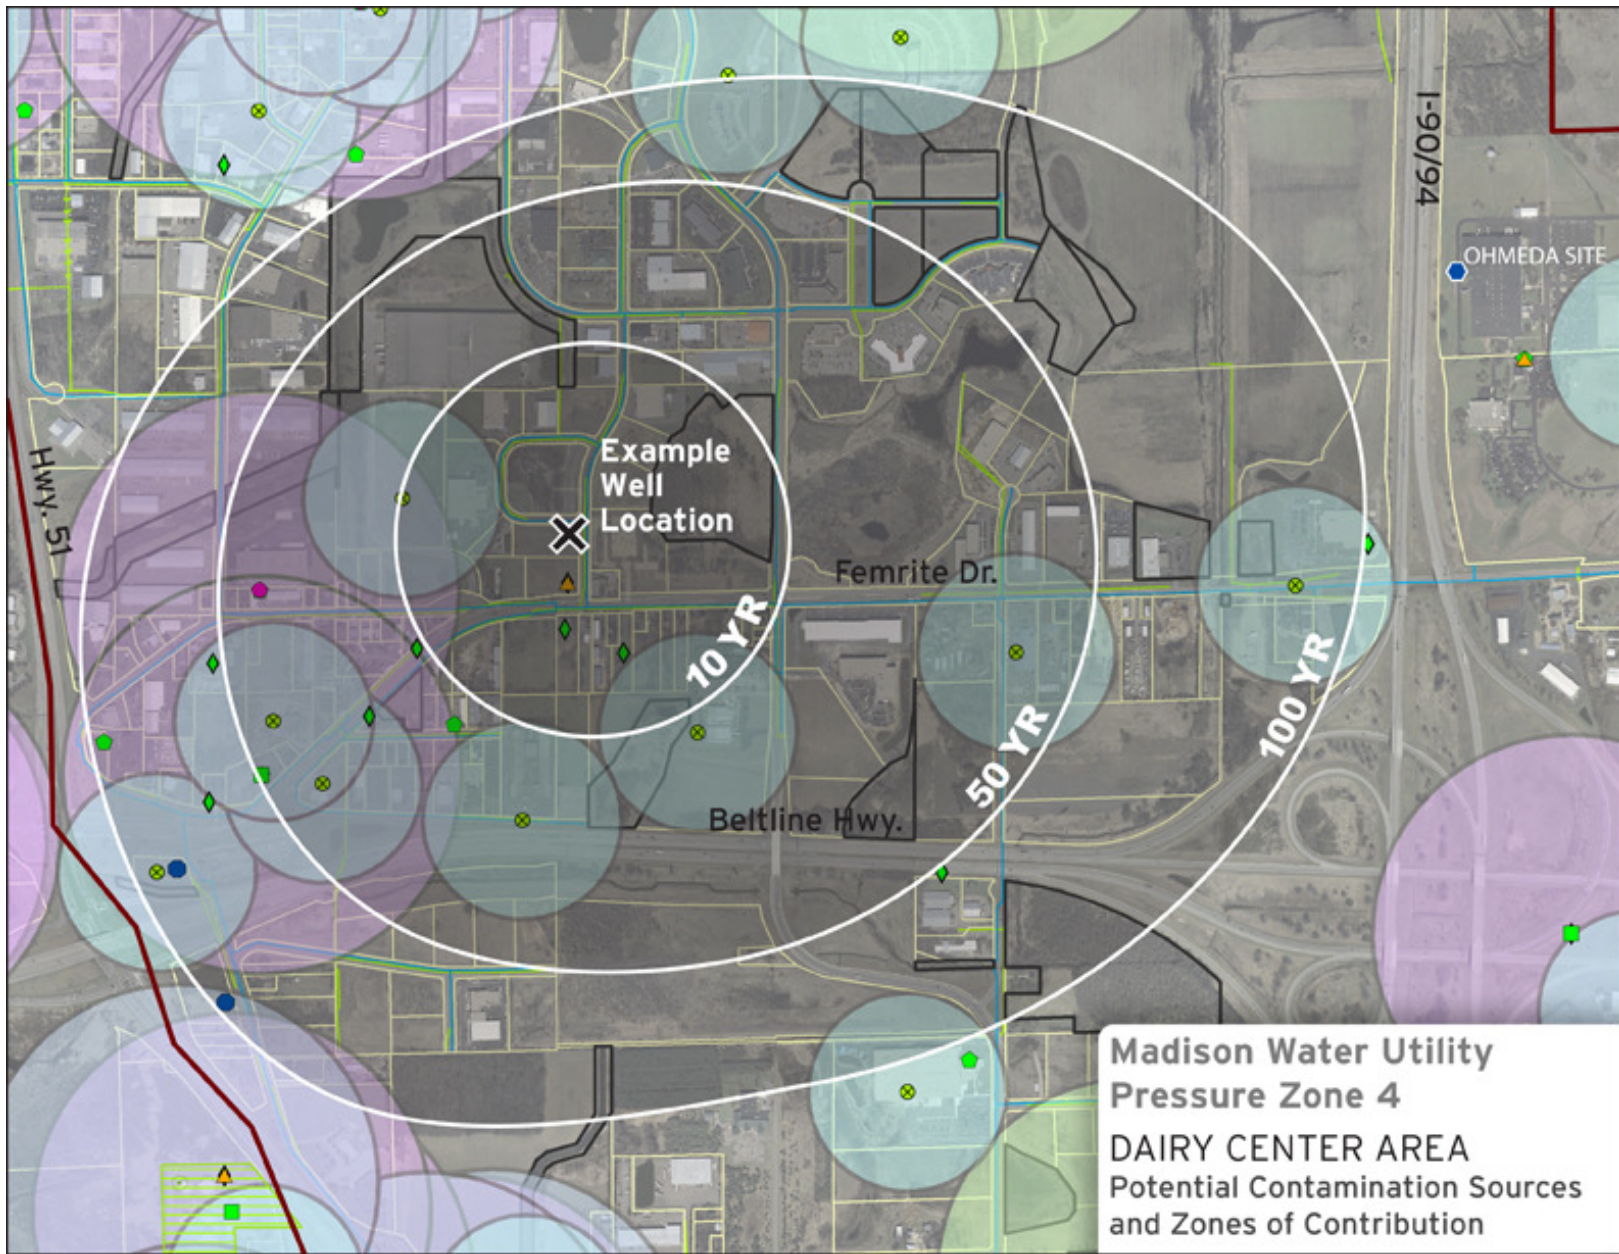 I-90/94
OHMEDA SITE
Hwy. 51
Example
Well
Location
Femrite Dr.
10 YR
50 YR
100 YR
Beltline Hwy.
Madison Water Utility
Pressure Zone 4
DAIRY CENTER AREA
Potential Contamination Sources
and Zones of Contribution